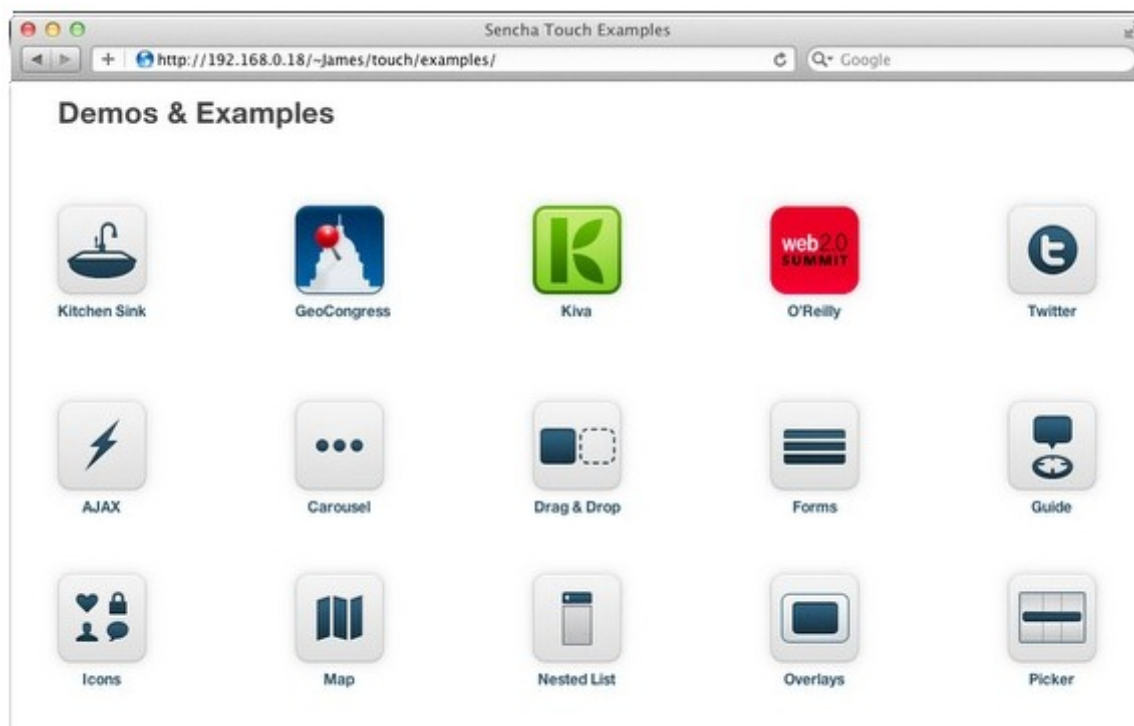 Sencha Touch Examples
http://192.168.0.18/~James/touch/examples/
Google
Demos & Examples
web2.0
SUMMIT
Kitchen Sink GeoCongress Kiva O'Reilly Twitter
AJAX Carousel Drag & Drop Forms Guide
Icons Map Nested List Overlays Picker